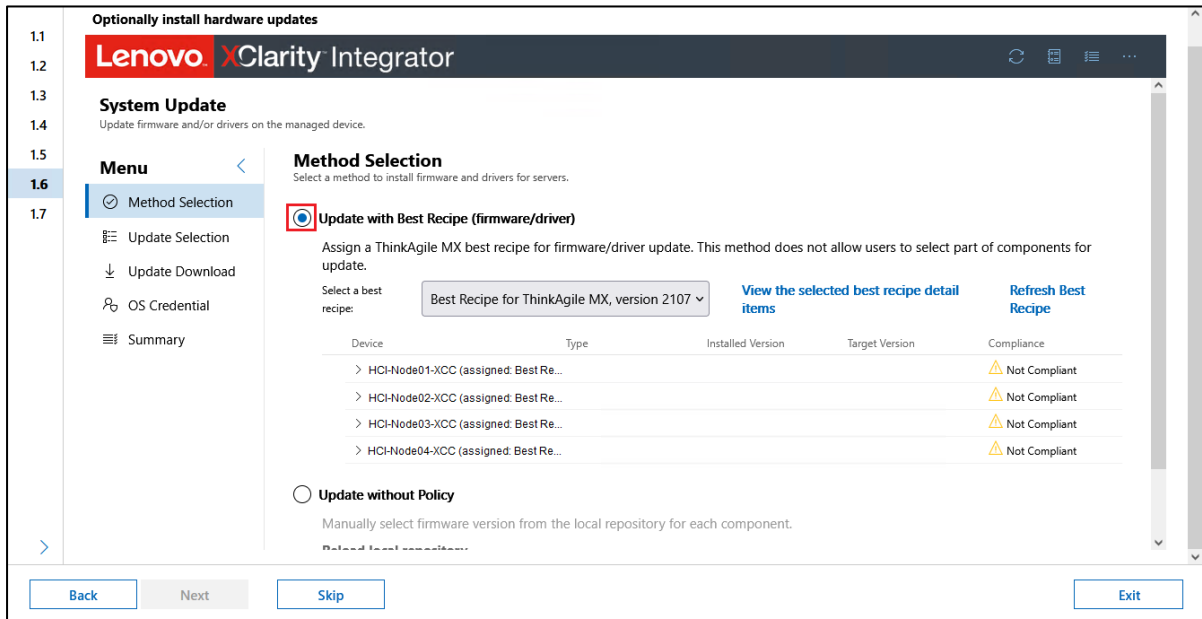 Optionally install hardware updates
1.1
1.2
1.3
1.4
1.5
1.6
1.7
Lenovo. XClarity Integrator
System Update
Update firmware and/or drivers on the managed device.
Menu
Method Selection
Update Selection
Update Download
OS Credential
Summary
Method Selection
Select a method to install firmware and drivers for servers.
Update with Best Recipe (firmware/driver)
Assign a ThinkAgile MX best recipe for firmware/driver update. This method does not allow users to select part of components for
update.
Select a best
recipe:
Best Recipe for ThinkAgile MX, version 2107
View the selected best recipe detail
items
Refresh Best
Recipe
Device Type Installed Version Target Version Compliance
HCI-Node01-XCC (assigned: Best Re... Not Compliant
HCI-Node02-XCC (assigned: Best Re... Not Compliant
HCI-Node03-XCC (assigned: Best Re... Not Compliant
HCI-Node04-XCC (assigned: Best Re... Not Compliant
Update without Policy
Manually select firmware version from the local repository for each component.
Reload local repository
Back Next Skip Exit